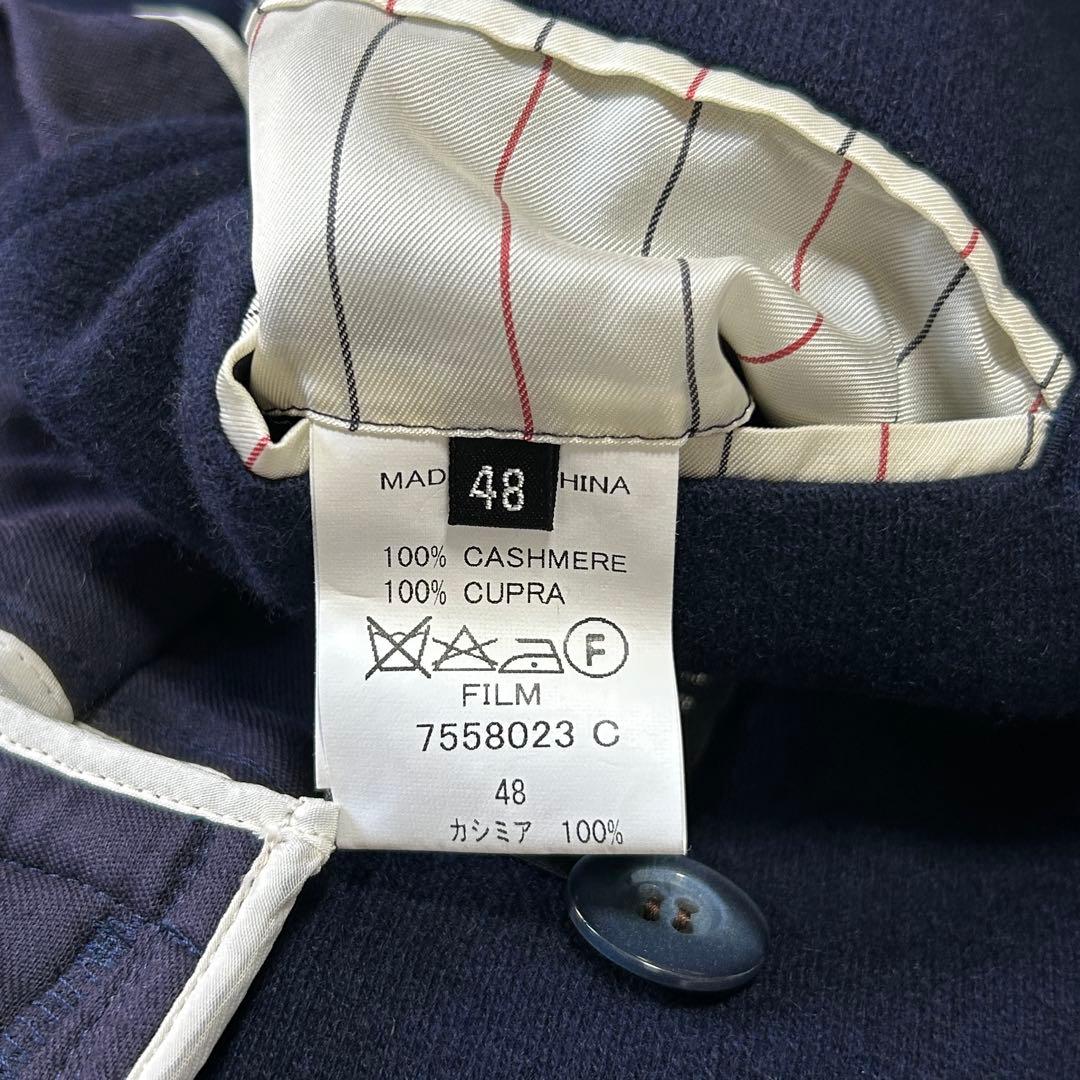 MAD 48 HINA
100% CASHMERE
100% CUPRA
F
FILM
7558023 C
48
カシミア 100%